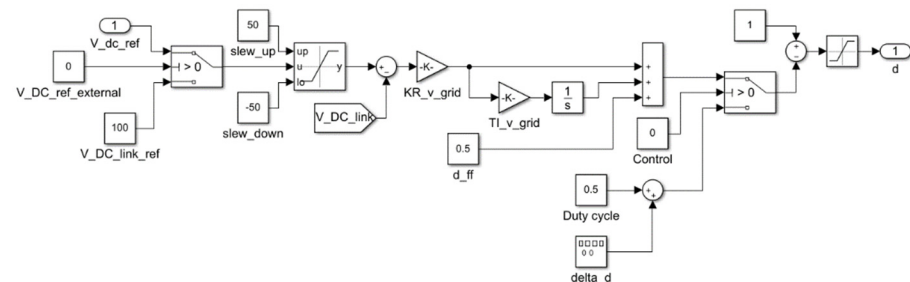 1
V_dc_ref
0
V_DC_ref_external
100
V_DC_link_ref
> 0
50
slew_up
-50
slew_down
up
u
lo
y
V_DC_link
+
−
-K-
KR_v_grid
-K-
TI_v_grid
1
s
0.5
d_ff
+
+
+
0
Control
> 0
0.5
Duty cycle
+
+
0 0
delta_d
1
+
−
1
d